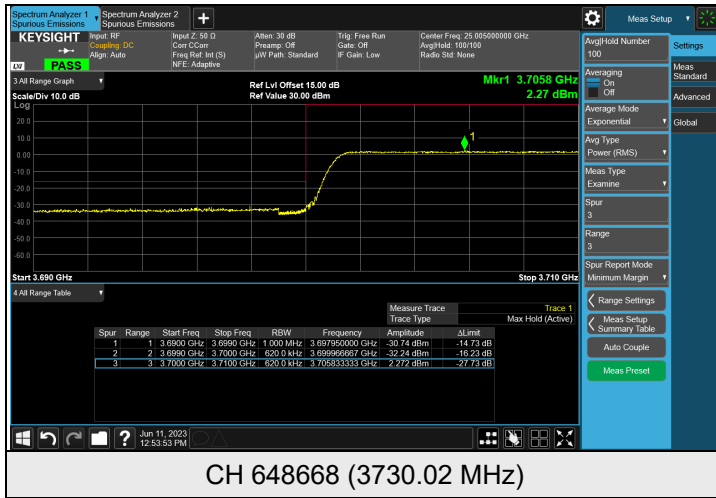 Spectrum Analyzer 1
Spurious Emissions
Spectrum Analyzer 2
Spurious Emissions
Meas Setup
KEYSIGHT
Input: RF
Coupling: DC
Align: Auto
Input Z: 50 Ω
Corr CCorr
Freq Ref: Int (S)
NFE: Adaptive
Atten: 30 dB
Preamp: Off
µW Path: Standard
Trig: Free Run
Gate: Off
IF Gain: Low
Center Freq: 25.005000000 GHz
Avg|Hold: 100/100
Radio Std: None
LXI PASS
3 All Range Graph
Scale/Div 10.0 dB
Ref Lvl Offset 15.00 dB
Ref Value 30.00 dBm
Mkr1 3.7058 GHz
2.27 dBm
Log
20.0
10.0
0.00
-10.0
-20.0
-30.0
-40.0
-50.0
-60.0
1
Start 3.690 GHz
Stop 3.710 GHz
4 All Range Table
Measure Trace Trace 1
Trace Type Max Hold (Active)
Spur Range Start Freq Stop Freq RBW Frequency Amplitude ΔLimit
1 1 3.6900 GHz 3.6990 GHz 1.000 MHz 3.697950000 GHz -30.74 dBm -14.73 dB
2 2 3.6990 GHz 3.7000 GHz 620.0 kHz 3.699966667 GHz -32.24 dBm -16.23 dB
3 3 3.7000 GHz 3.7100 GHz 620.0 kHz 3.705833333 GHz 2.272 dBm -27.73 dB
Avg|Hold Number
100
Averaging
On
Off
Average Mode
Exponential
Avg Type
Power (RMS)
Meas Type
Examine
Spur
3
Range
3
Spur Report Mode
Minimum Margin
Range Settings
Meas Setup
Summary Table
Auto Couple
Meas Preset
Settings
Meas
Standard
Advanced
Global
Jun 11, 2023
12:53:53 PM
CH 648668 (3730.02 MHz)